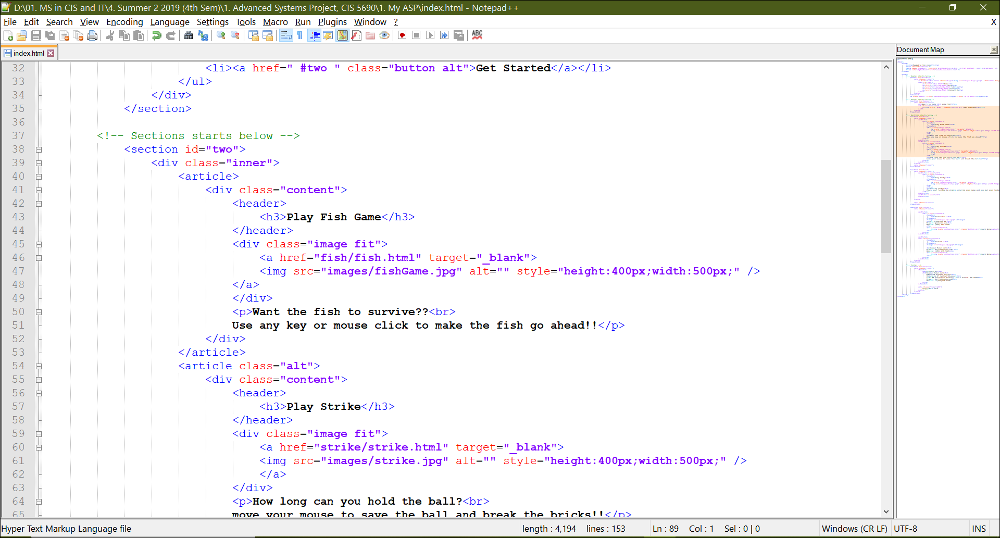 D:\01. MS in CIS and IT\4. Summer 2 2019 (4th Sem)\1. Advanced Systems Project, CIS 5690\1. My ASP\index.html - Notepad++
File Edit Search View Encoding Language Settings Tools Macro Run Plugins Window ? X
ABC
index.html
Document Map
32 <li><a href=" #two " class="button alt">Get Started</a></li>
33 </ul>
34 </div>
35 </section>
36
37 <!-- Sections starts below -->
38 <section id="two">
39 <div class="inner">
40 <article>
41 <div class="content">
42 <header>
43 <h3>Play Fish Game</h3>
44 </header>
45 <div class="image fit">
46 <a href="fish/fish.html" target="_blank">
47 <img src="images/fishGame.jpg" alt="" style="height:400px;width:500px;" />
48 </a>
49 </div>
50 <p>Want the fish to survive??<br>
51 Use any key or mouse click to make the fish go ahead!!</p>
52 </div>
53 </article>
54 <article class="alt">
55 <div class="content">
56 <header>
57 <h3>Play Strike</h3>
58 </header>
59 <div class="image fit">
60 <a href="strike/strike.html" target="_blank">
61 <img src="images/strike.jpg" alt="" style="height:400px;width:500px;" />
62 </a>
63 </div>
64 <p>How long can you hold the ball?<br>
65 move your mouse to save the ball and break the bricks!!</p>
Hyper Text Markup Language file length : 4,194 lines : 153 Ln : 89 Col : 1 Sel : 0 | 0 Windows (CR LF) UTF-8 INS